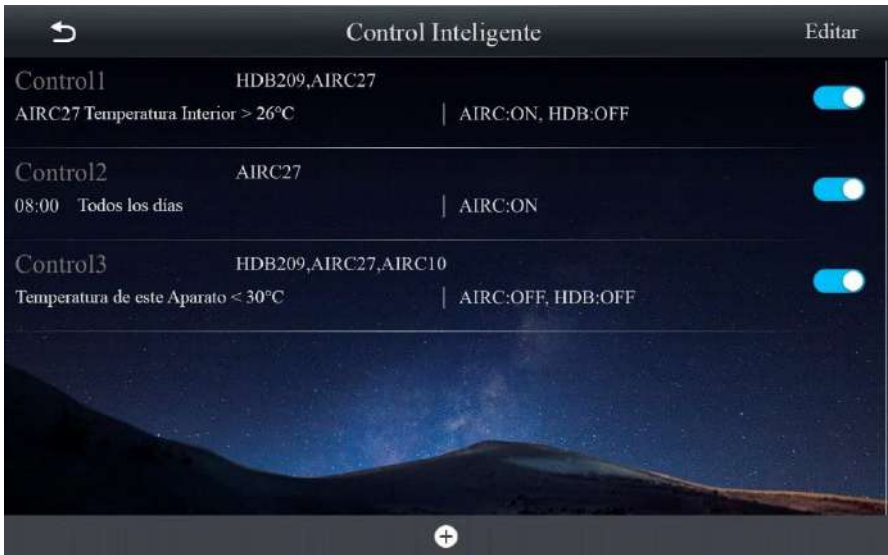 Control Inteligente Editar
Control1 HDB209,AIRC27
AIRC27 Temperatura Interior > 26°C | AIRC:ON, HDB:OFF
Control2 AIRC27
08:00 Todos los días | AIRC:ON
Control3 HDB209,AIRC27,AIRC10
Temperatura de este Aparato < 30°C | AIRC:OFF, HDB:OFF